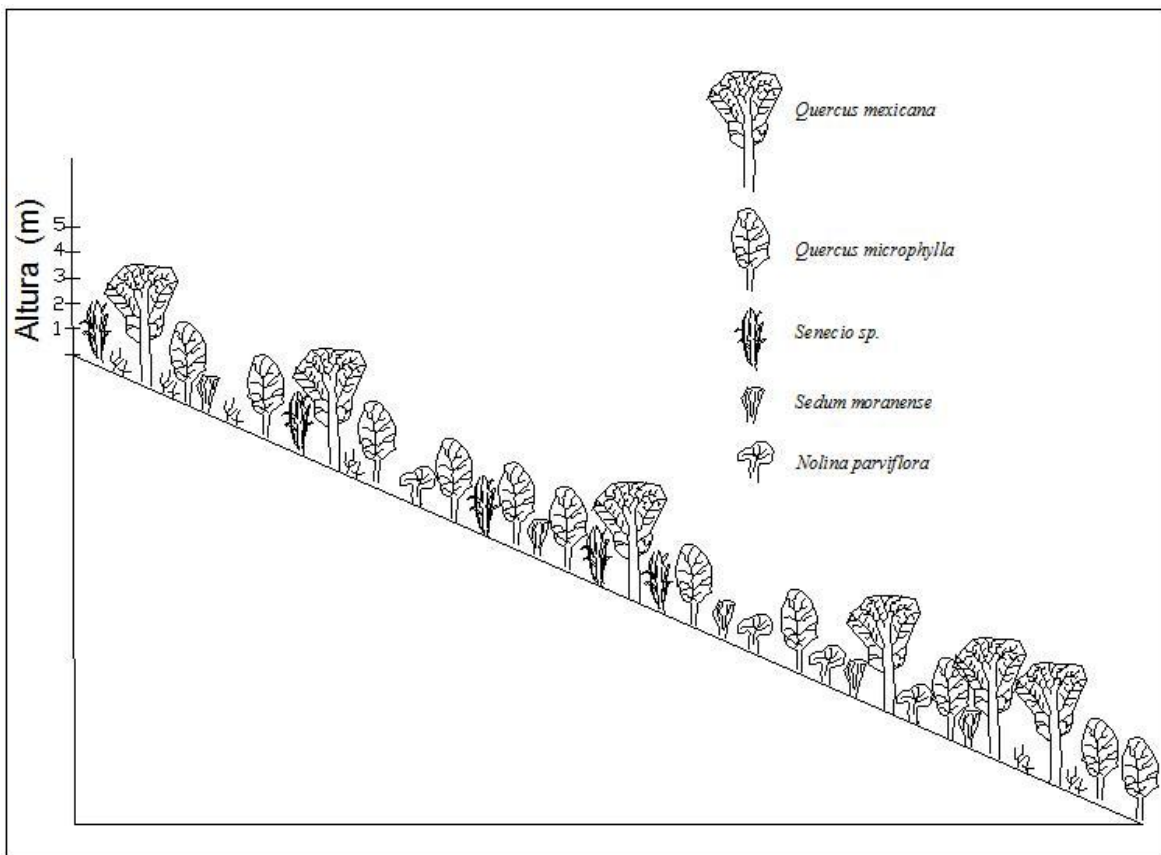 Quercus mexicana
Altura (m)
5
4
3
2
1
Quercus microphylla
Senecio sp.
Sedum moranense
Nolina parviflora